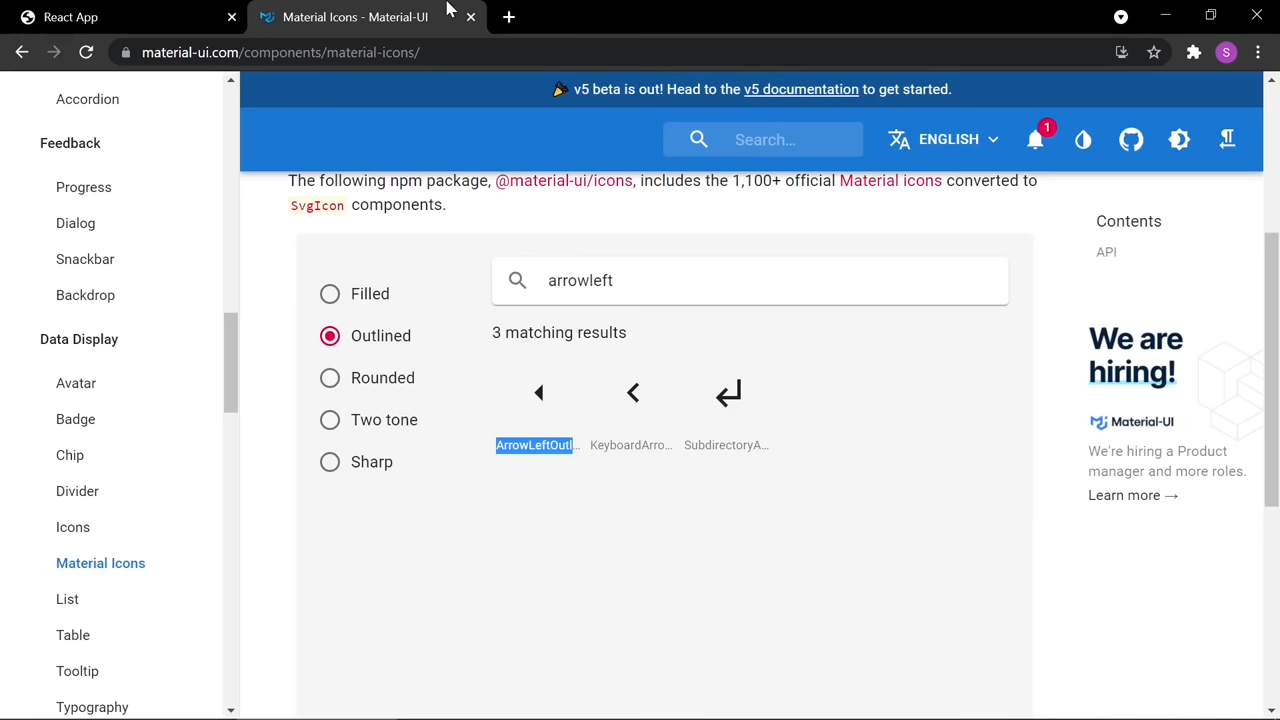 React App
Material Icons - Material-UI
material-ui.com/components/material-icons/
S
🎉 v5 beta is out! Head to the v5 documentation to get started.
Search…
ENGLISH
1
Accordion
Feedback
Progress
Dialog
Snackbar
Backdrop
Data Display
Avatar
Badge
Chip
Divider
Icons
Material Icons
List
Table
Tooltip
Typography
The following npm package, @material-ui/icons, includes the 1,100+ official Material icons converted to
SvgIcon components.
Filled
Outlined
Rounded
Two tone
Sharp
arrowleft
3 matching results
ArrowLeftOutl...
KeyboardArro...
SubdirectoryA...
Contents
API
We are
hiring!
Material-UI
We're hiring a Product
manager and more roles.
Learn more →